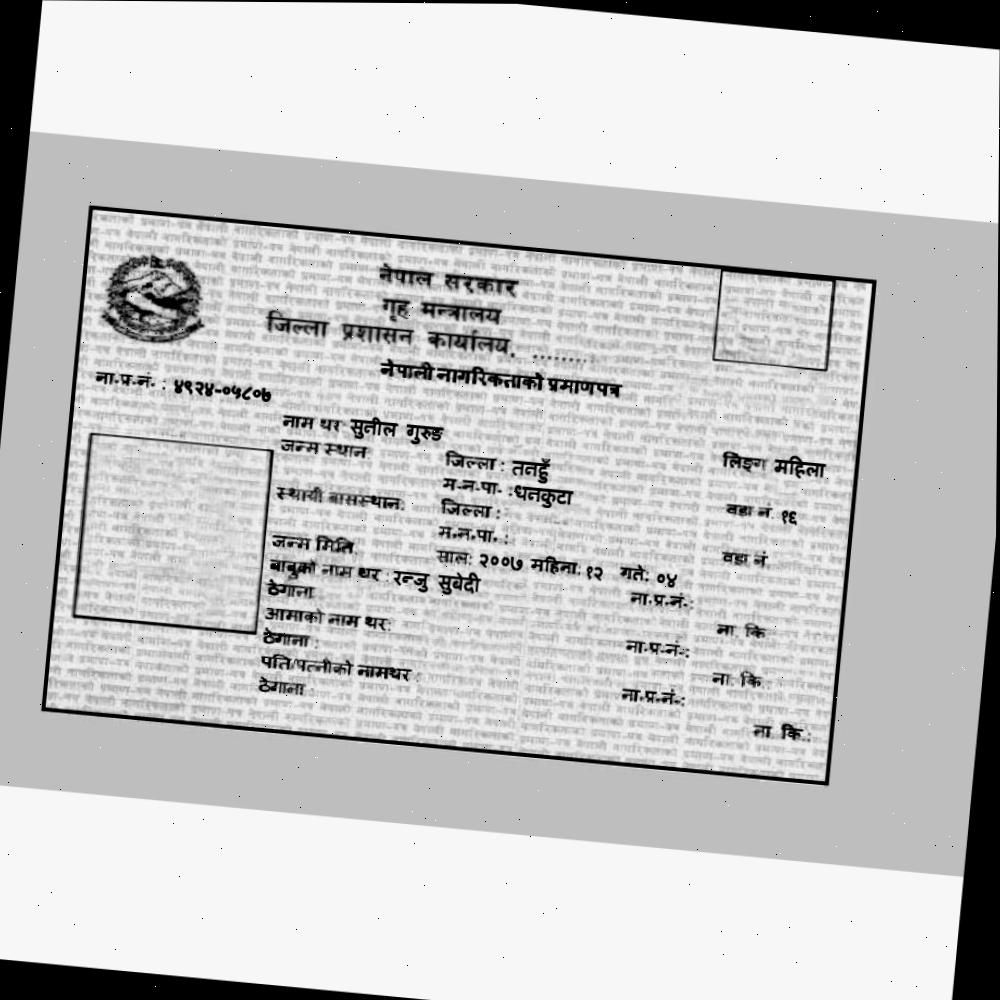 नेपाल सरकार
गृह मन्त्रालय
जिल्ला प्रशासन कार्यालय, .........
नेपाली नागरिकताको प्रमाणपत्र
ना.प्र.नं. : ४९२४-०५८०७
नाम थर सुनील गुरुङ
लिङ्ग महिला
जन्म स्थान जिल्ला : तनहुँ
म.न.पा. : धनकुटा वडा नं. १६
स्थायी बासस्थान: जिल्ला :
म.न.पा. : वडा नं
जन्म मिति साल: २००७ महिना: १२ गते: ०४
बाबुको नाम थर : रन्जु सुबेदी ना.प्र.नं.:
ठेगाना ना. कि
आमाको नाम थर: ना.प्र.नं.:
ठेगाना : ना. कि.:
पति/पत्नीको नामथर : ना.प्र.नं.:
ठेगाना : ना. कि.: